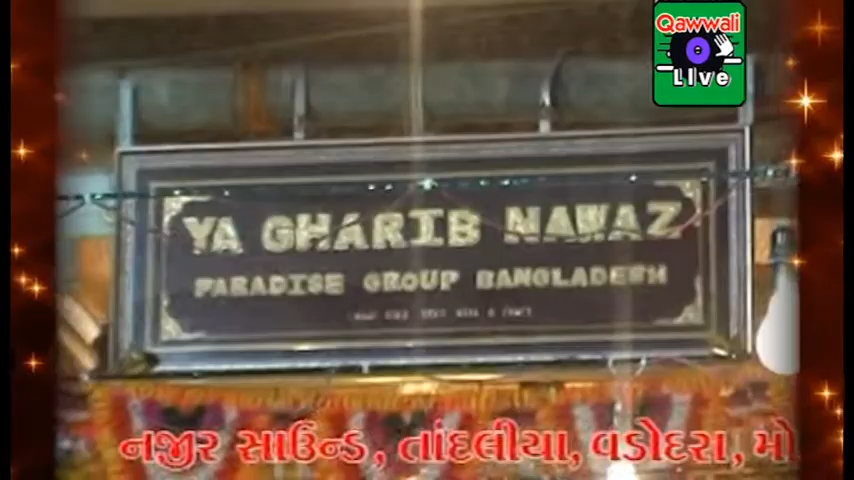 Qawwali
Live
YA GHARIB NAWAZ
PARADISE GROUP BANGLADESH
નજીર સાઉન્ડ, તાંદલીયા, વડોદરા, મો